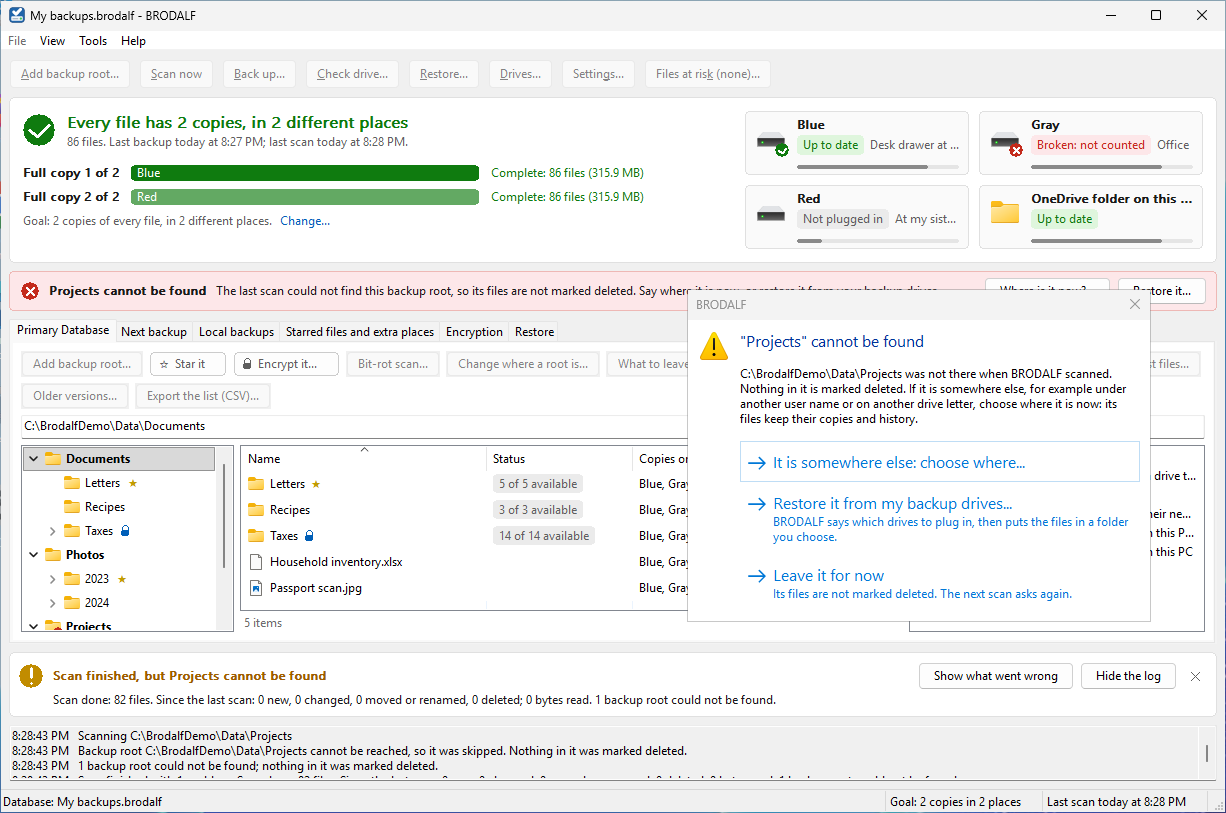 My backups.brodalf - BRODALF
File View Tools Help
Add backup root... Scan now Back up... Check drive... Restore... Drives... Settings... Files at risk (none)...
Every file has 2 copies, in 2 different places
86 files. Last backup today at 8:27 PM; last scan today at 8:28 PM.
Full copy 1 of 2 Blue Complete: 86 files (315.9 MB)
Full copy 2 of 2 Red Complete: 86 files (315.9 MB)
Goal: 2 copies of every file, in 2 different places. Change...
Blue
Up to date Desk drawer at ...
Gray
Broken: not counted Office
Red
Not plugged in At my sist...
OneDrive folder on this ...
Up to date
Projects cannot be found The last scan could not find this backup root, so its files are not marked deleted. Say where it is now, or restore it from your backup drives.
Where is it now? Restore it...
Primary Database Next backup Local backups Starred files and extra places Encryption Restore
Add backup root... Star it Encrypt it... Bit-rot scan... Change where a root is... What to leave
Older versions... Export the list (CSV)...
C:\BrodalfDemo\Data\Documents
Documents
Letters
Recipes
Taxes
Photos
2023
2024
Projects
Name Status Copies on
Letters 5 of 5 available Blue, Gray
Recipes 3 of 3 available Blue, Gray
Taxes 14 of 14 available Blue, Gray
Household inventory.xlsx Blue, Gray
Passport scan.jpg Blue, Gray
5 items
files...
drive t...
ne...
this P...
this PC
BRODALF
"Projects" cannot be found
C:\BrodalfDemo\Data\Projects was not there when BRODALF scanned.
Nothing in it is marked deleted. If it is somewhere else, for example under
another user name or on another drive letter, choose where it is now: its
files keep their copies and history.
It is somewhere else: choose where...
Restore it from my backup drives...
BRODALF says which drives to plug in, then puts the files in a folder
you choose.
Leave it for now
Its files are not marked deleted. The next scan asks again.
Scan finished, but Projects cannot be found
Scan done: 82 files. Since the last scan: 0 new, 0 changed, 0 moved or renamed, 0 deleted; 0 bytes read. 1 backup root could not be found.
Show what went wrong Hide the log
8:28:43 PM Scanning C:\BrodalfDemo\Data\Projects
8:28:43 PM Backup root C:\BrodalfDemo\Data\Projects cannot be reached, so it was skipped. Nothing in it was marked deleted.
8:28:43 PM 1 backup root could not be found; nothing in it was marked deleted.
Database: My backups.brodalf Goal: 2 copies in 2 places Last scan today at 8:28 PM